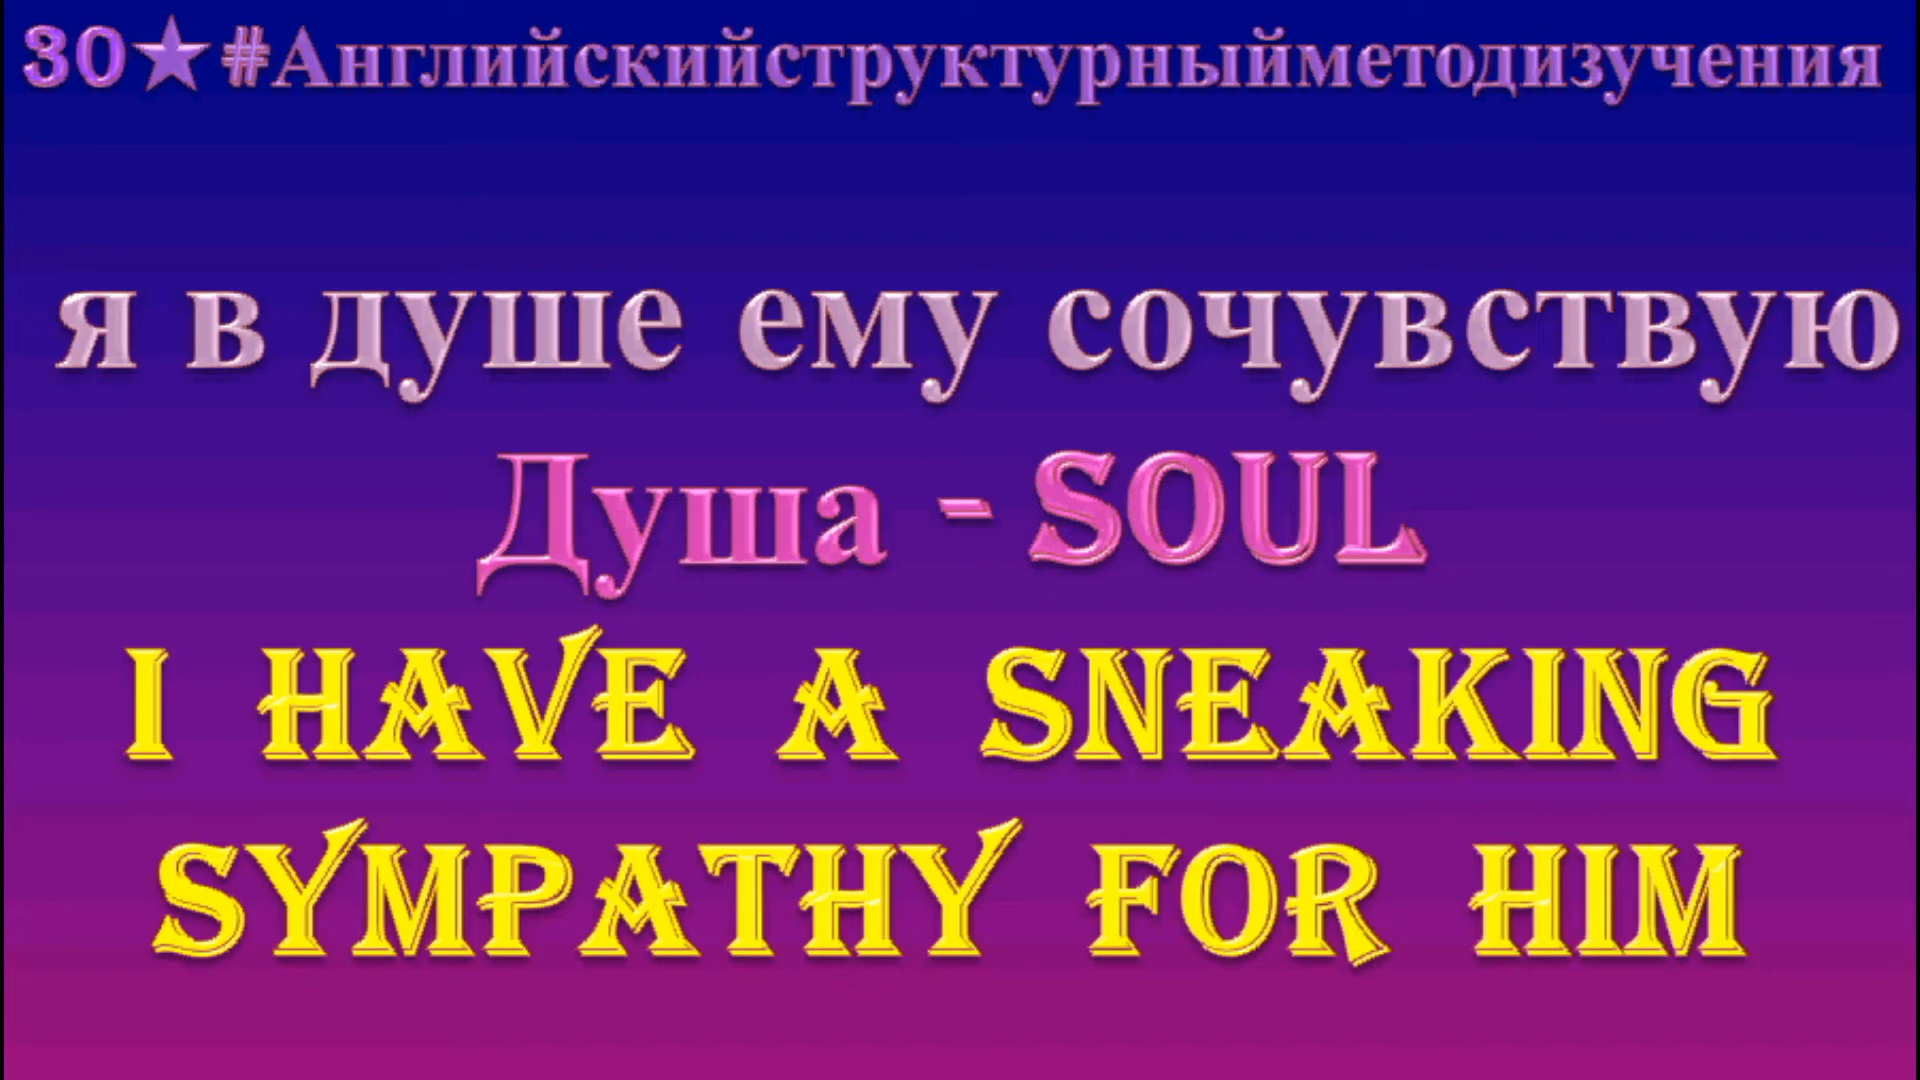 30★#Английскийструктурныйметодизучения
я в душе ему сочувствую
Душа - SOUL
I HAVE A SNEAKING
SYMPATHY FOR HIM